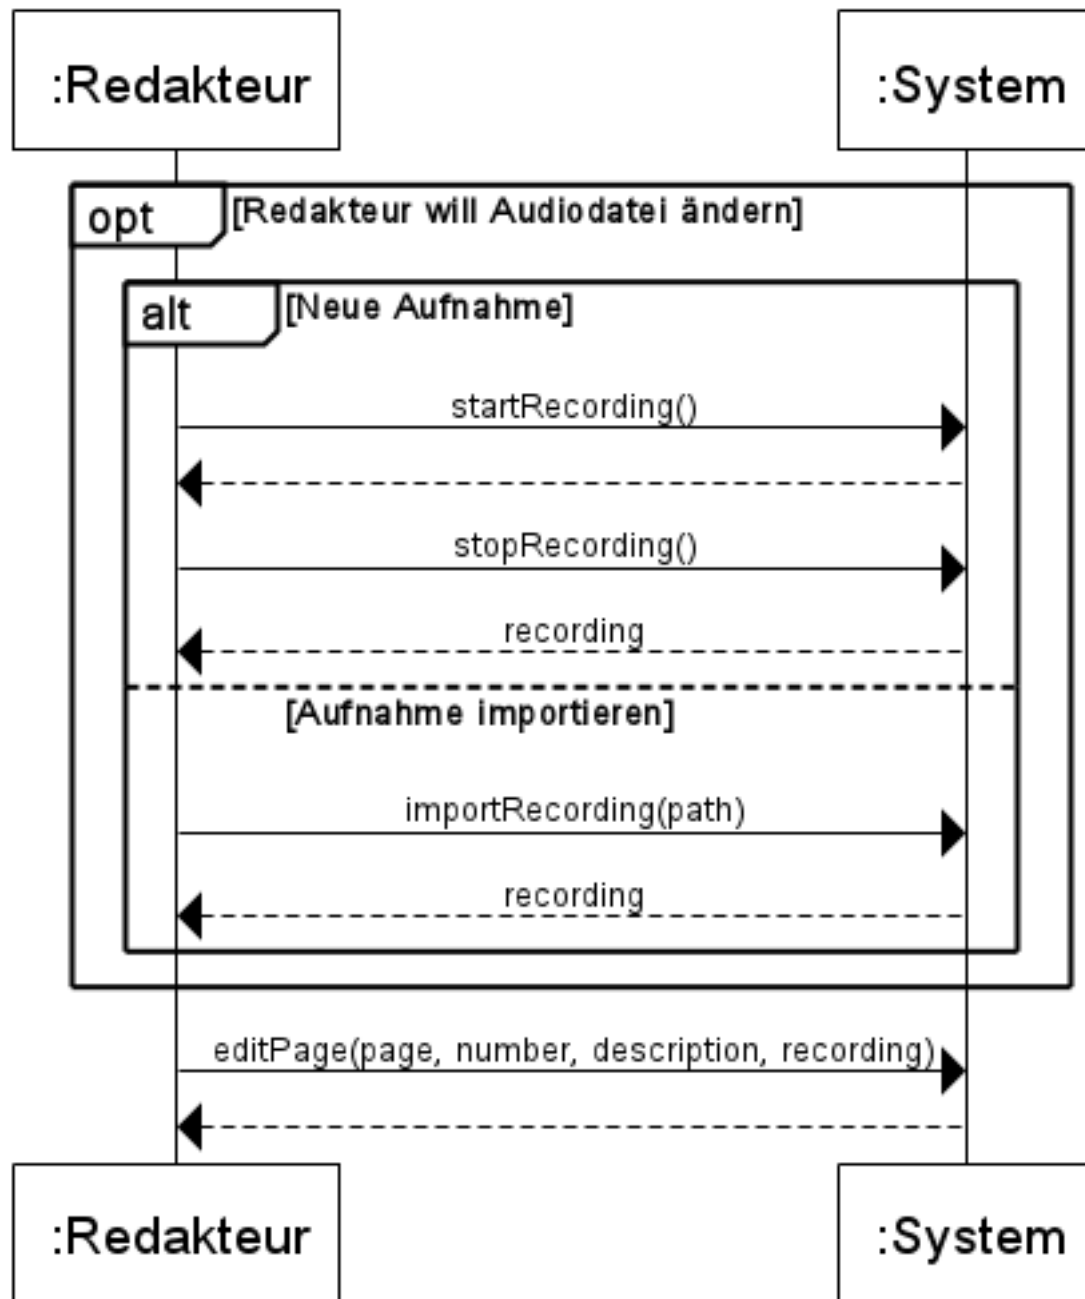 :Redakteur
:System
opt
[Redakteur will Audiodatei ändern]
alt
[Neue Aufnahme]
startRecording()
stopRecording()
recording
[Aufnahme importieren]
importRecording(path)
recording
editPage(page, number, description, recording)
:Redakteur
:System